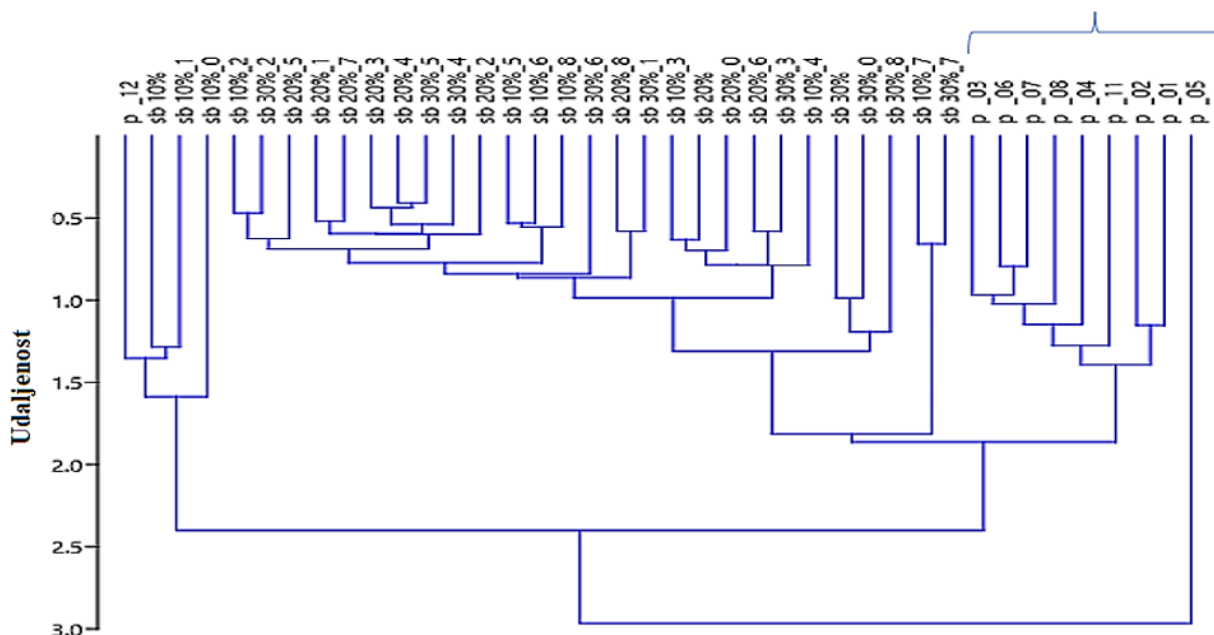 p_12
sb 10%
sb 10%_1
sb 10%_0
sb 10%_2
sb 30%_2
sb 20%_5
sb 20%_1
sb 20%_7
sb 20%_3
sb 20%_4
sb 30%_5
sb 30%_4
sb 20%_2
sb 10%_5
sb 10%_6
sb 10%_8
sb 30%_6
sb 20%_8
sb 30%_1
sb 10%_3
sb 20%
sb 20%_0
sb 20%_6
sb 30%_3
sb 10%_4
sb 30%
sb 30%_0
sb 30%_8
sb 10%_7
sb 30%_7
p_03
p_06
p_07
p_08
p_04
p_11
p_02
p_01
p_05
0.5
1.0
1.5
2.0
2.5
3.0
Udaljenost